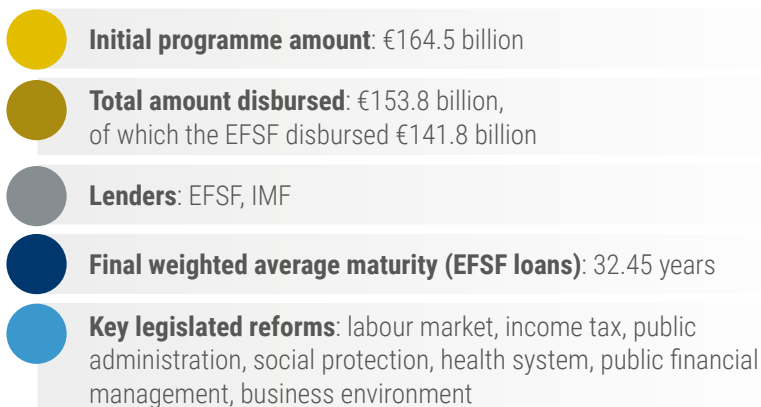 Initial programme amount: €164.5 billion
Total amount disbursed: €153.8 billion,
of which the EFSF disbursed €141.8 billion
Lenders: EFSF, IMF
Final weighted average maturity (EFSF loans): 32.45 years
Key legislated reforms: labour market, income tax, public
administration, social protection, health system, public financial
management, business environment